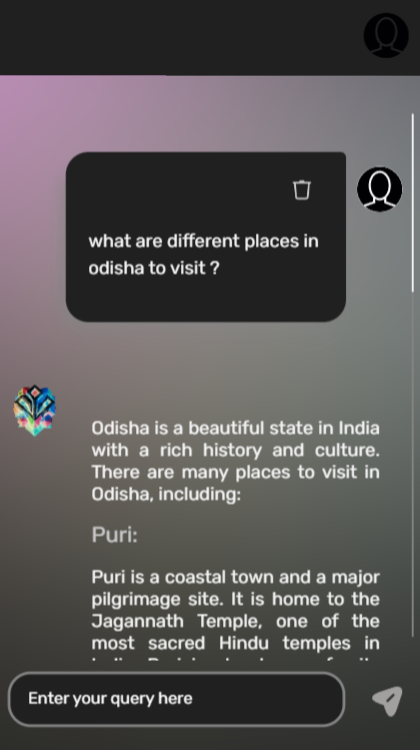 what are different places in
odisha to visit ?
Odisha is a beautiful state in India
with a rich history and culture.
There are many places to visit in
Odisha, including:
Puri:
Puri is a coastal town and a major
pilgrimage site. It is home to the
Jagannath Temple, one of the
most sacred Hindu temples in
Enter your query here